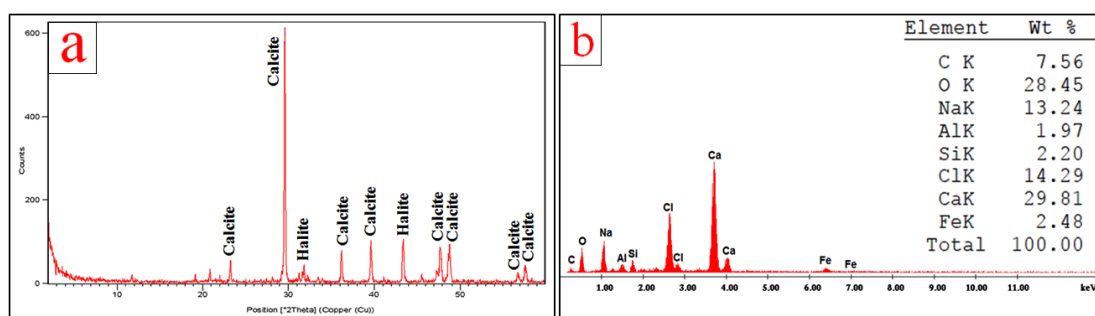 a
600
400
200
0
Counts
10
20
30
40
50
Position [°2Theta] (Copper (Cu))
Calcite
Calcite
Halite
Calcite
Calcite
Halite
Calcite
Calcite
Calcite
Calcite
b
Element Wt %
C K 7.56
O K 28.45
NaK 13.24
AlK 1.97
SiK 2.20
ClK 14.29
CaK 29.81
FeK 2.48
Total 100.00
C
O
Na
Al
Si
Cl
Cl
Ca
Ca
Fe
Fe
1.00 2.00 3.00 4.00 5.00 6.00 7.00 8.00 9.00 10.00 11.00 keV